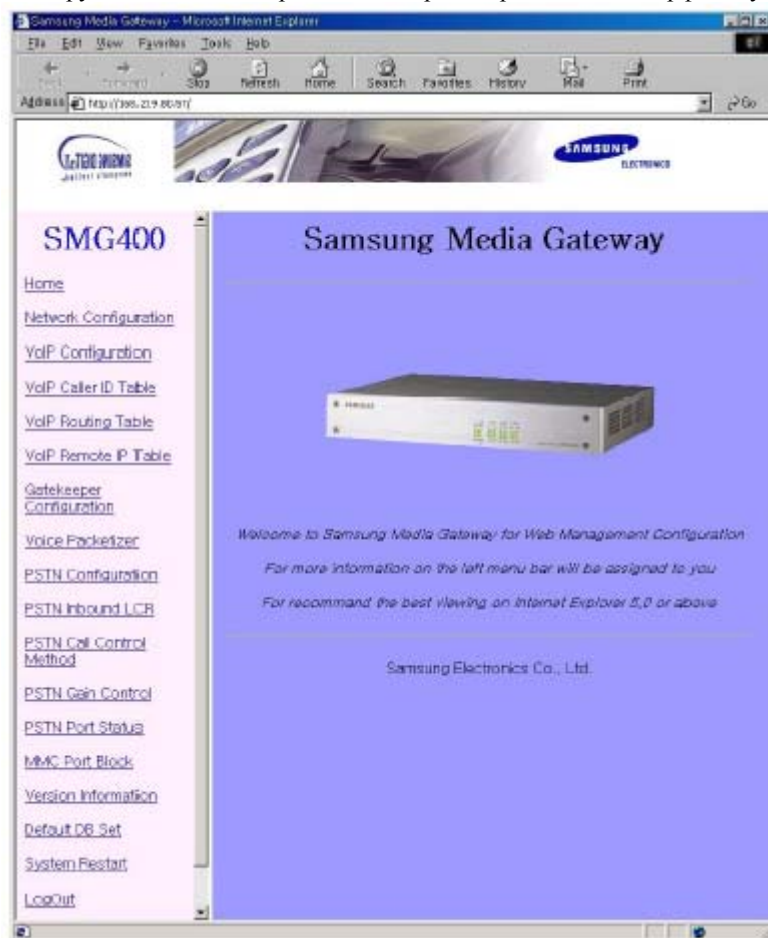 Samsung Media Gateway - Microsoft Internet Explorer
File Edit View Favorites Tools Help
Stop Refresh Home Search Favorites History Mail Print
Address Go
SAMSUNG
ELECTRONICS
SMG400
Samsung Media Gateway
Home
Network Configuration
VoIP Configuration
VoIP Caller ID Table
VoIP Routing Table
VoIP Remote IP Table
Gatekeeper
Configuration
Voice Packetizer
PSTN Configuration
PSTN Inbound LCR
PSTN Call Control
Method
PSTN Gain Control
PSTN Port Status
MMC Port Block
Version Information
Default DB Set
System Restart
LogOut
SAMSUNG
Welcome to Samsung Media Gateway for Web Management Configuration
For more information on the left menu bar will be assigned to you
For recommand the best viewing on Internet Explorer 5,0 or above
Samsung Electronics Co., Ltd.